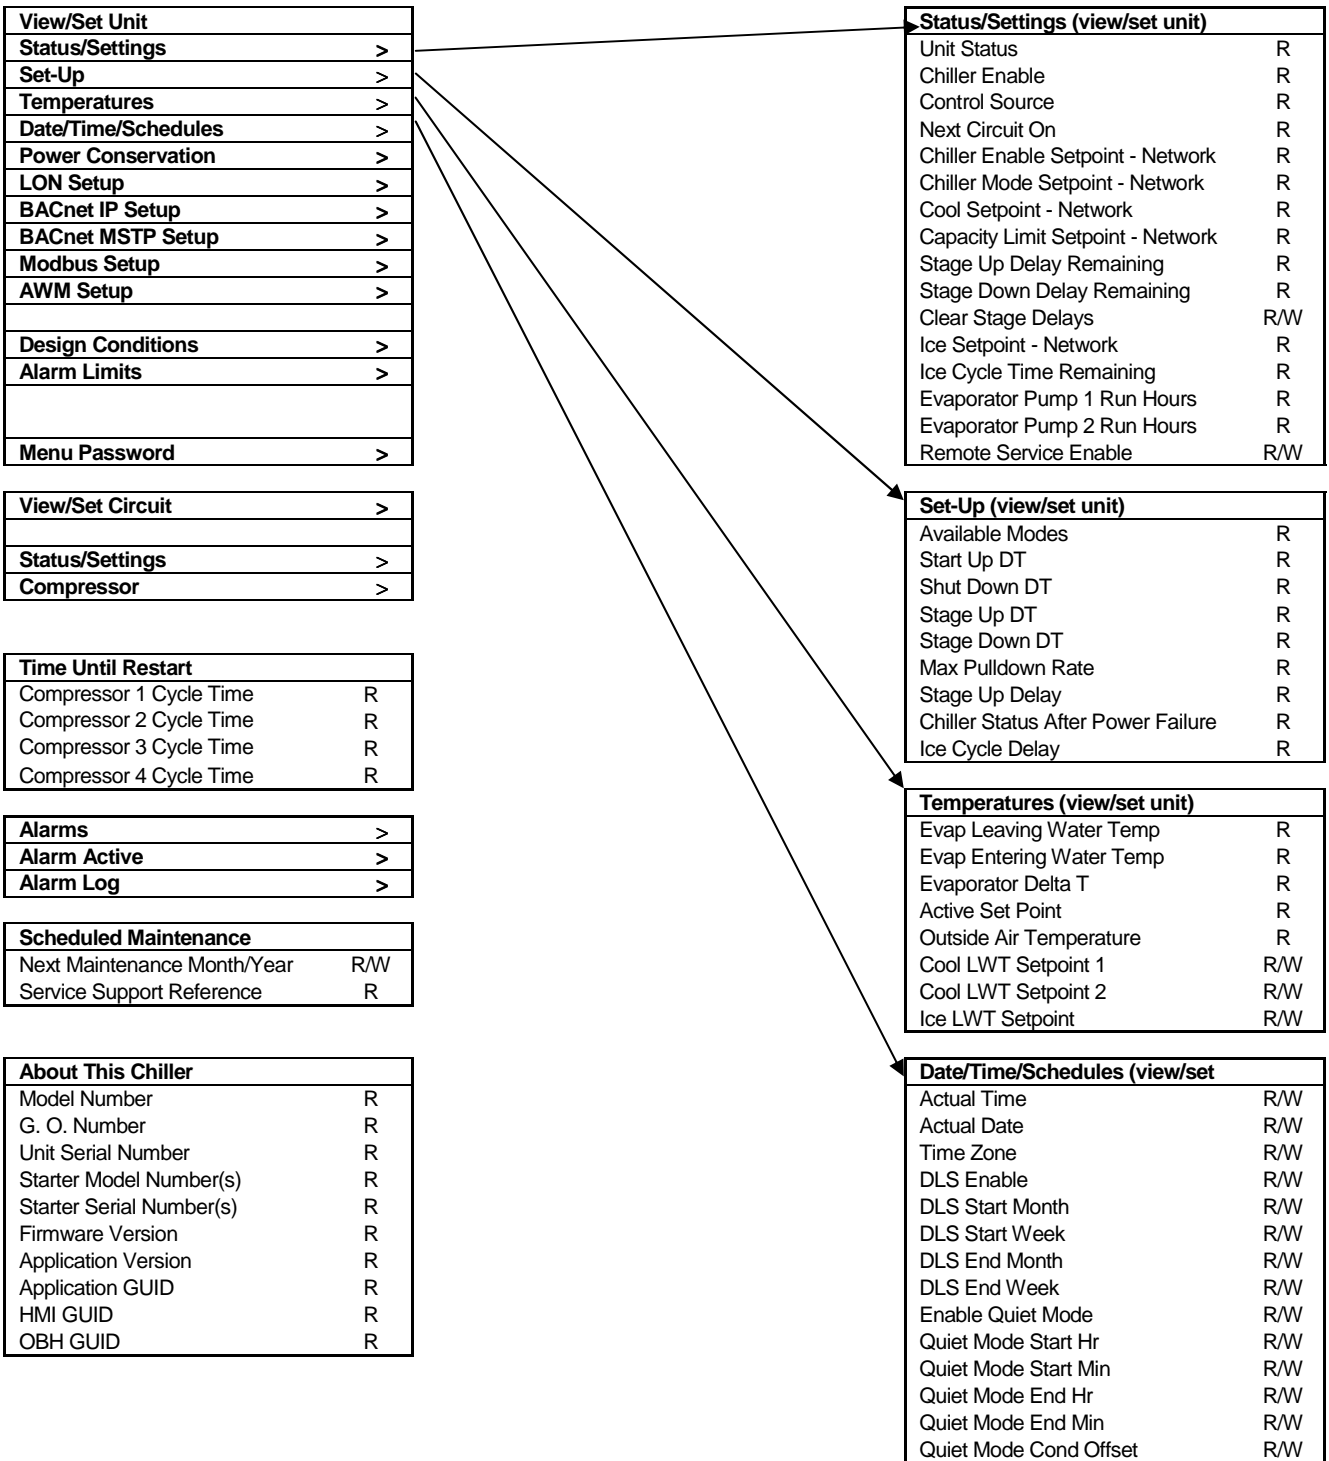 View/Set Unit
Status/Settings >
Set-Up >
Temperatures >
Date/Time/Schedules >
Power Conservation >
LON Setup >
BACnet IP Setup >
BACnet MSTP Setup >
Modbus Setup >
AWM Setup >
Design Conditions >
Alarm Limits >
Menu Password >
View/Set Circuit >
Status/Settings >
Compressor >
Time Until Restart
Compressor 1 Cycle Time R
Compressor 2 Cycle Time R
Compressor 3 Cycle Time R
Compressor 4 Cycle Time R
Alarms >
Alarm Active >
Alarm Log >
Scheduled Maintenance
Next Maintenance Month/Year R/W
Service Support Reference R
About This Chiller
Model Number R
G. O. Number R
Unit Serial Number R
Starter Model Number(s) R
Starter Serial Number(s) R
Firmware Version R
Application Version R
Application GUID R
HMI GUID R
OBH GUID R
Status/Settings (view/set unit)
Unit Status R
Chiller Enable R
Control Source R
Next Circuit On R
Chiller Enable Setpoint - Network R
Chiller Mode Setpoint - Network R
Cool Setpoint - Network R
Capacity Limit Setpoint - Network R
Stage Up Delay Remaining R
Stage Down Delay Remaining R
Clear Stage Delays R/W
Ice Setpoint - Network R
Ice Cycle Time Remaining R
Evaporator Pump 1 Run Hours R
Evaporator Pump 2 Run Hours R
Remote Service Enable R/W
Set-Up (view/set unit)
Available Modes R
Start Up DT R
Shut Down DT R
Stage Up DT R
Stage Down DT R
Max Pulldown Rate R
Stage Up Delay R
Chiller Status After Power Failure R
Ice Cycle Delay R
Temperatures (view/set unit)
Evap Leaving Water Temp R
Evap Entering Water Temp R
Evaporator Delta T R
Active Set Point R
Outside Air Temperature R
Cool LWT Setpoint 1 R/W
Cool LWT Setpoint 2 R/W
Ice LWT Setpoint R/W
Date/Time/Schedules (view/set
Actual Time R/W
Actual Date R/W
Time Zone R/W
DLS Enable R/W
DLS Start Month R/W
DLS Start Week R/W
DLS End Month R/W
DLS End Week R/W
Enable Quiet Mode R/W
Quiet Mode Start Hr R/W
Quiet Mode Start Min R/W
Quiet Mode End Hr R/W
Quiet Mode End Min R/W
Quiet Mode Cond Offset R/W